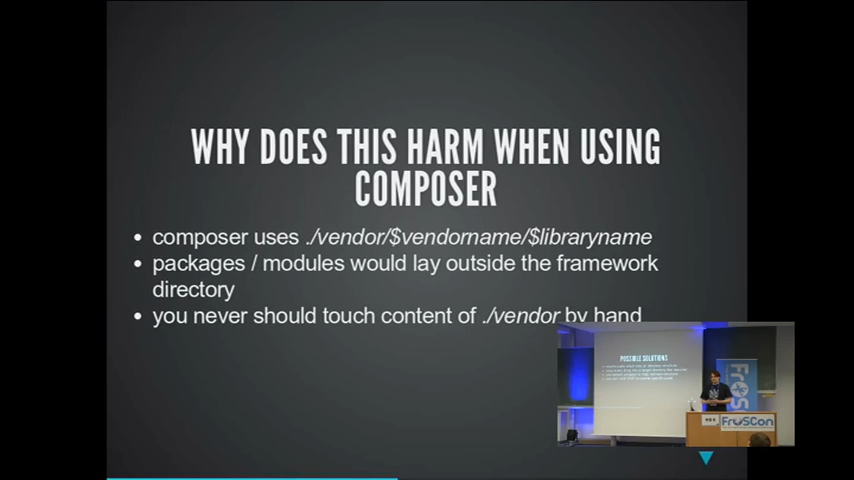 WHY DOES THIS HARM WHEN USING
COMPOSER
• composer uses ./vendor/$vendorname/$libraryname
• packages / modules would lay outside the framework
directory
• you never should touch content of ./vendor by hand
POSSIBLE SOLUTIONS
FrOSCon